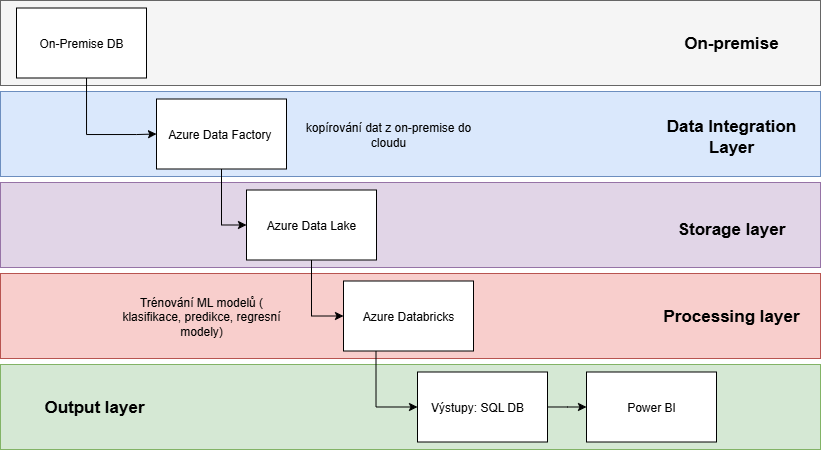 On-Premise DB
On-premise
Azure Data Factory
kopírování dat z on-premise do
cloudu
Data Integration
Layer
Azure Data Lake
Storage layer
Trénování ML modelů (
klasifikace, predikce, regresní
modely)
Azure Databricks
Processing layer
Output layer
Výstupy: SQL DB
Power BI